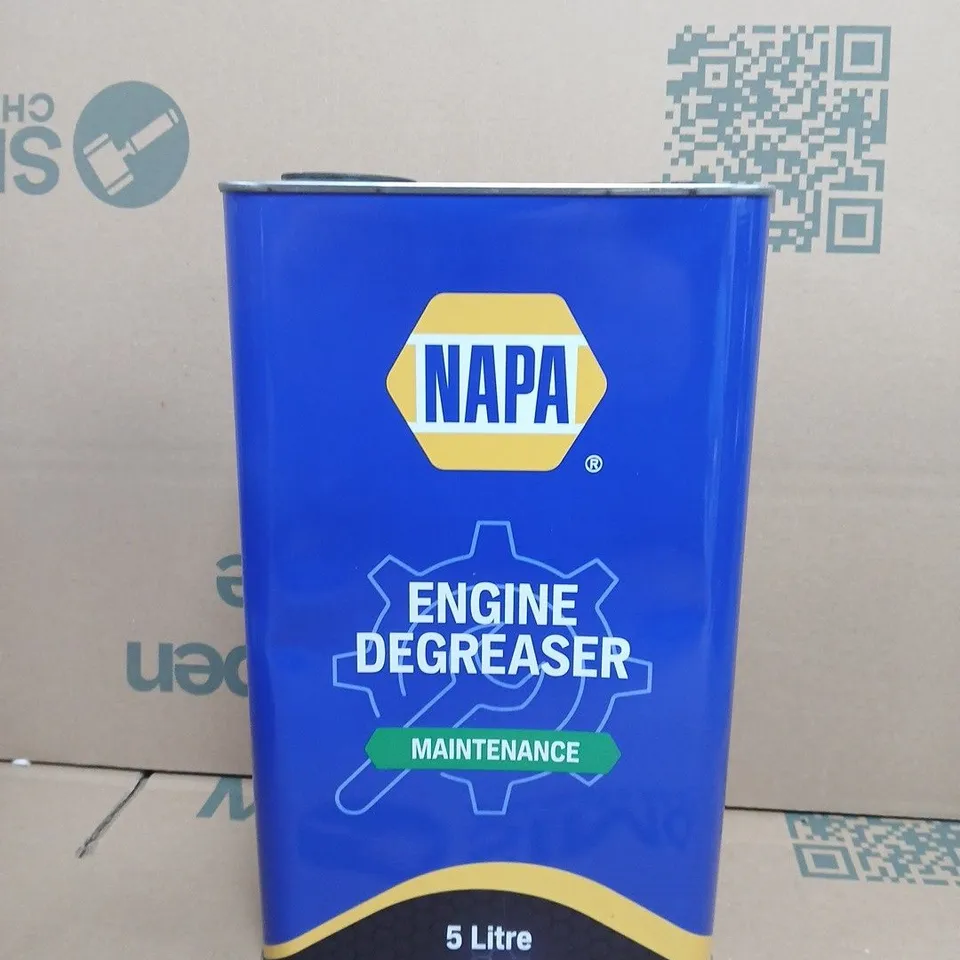 NAPA
®
ENGINE
DEGREASER
MAINTENANCE
5 Litre